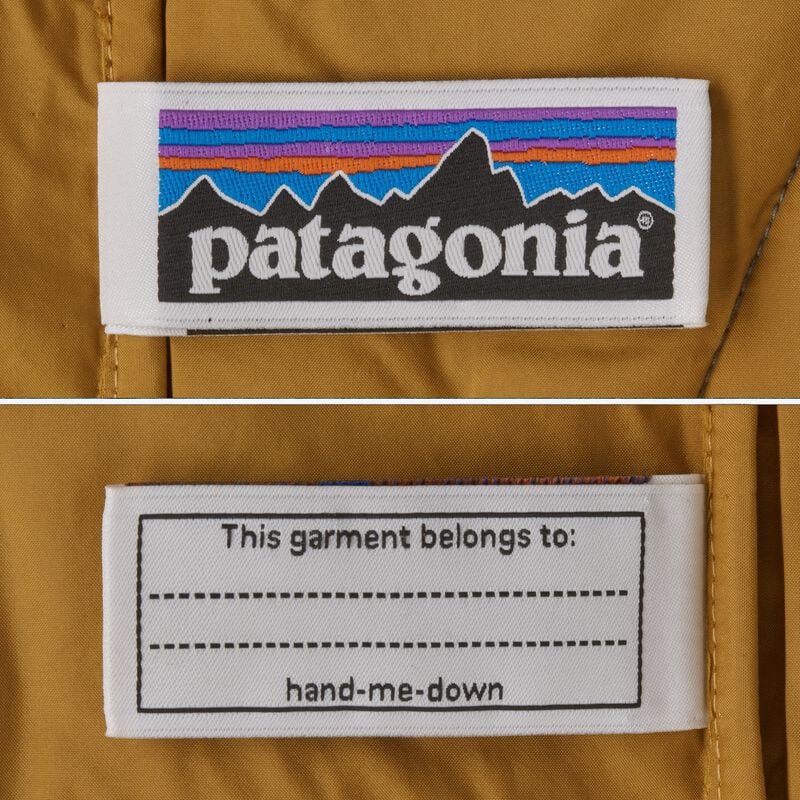 patagonia
This garment belongs to:
hand-me-down